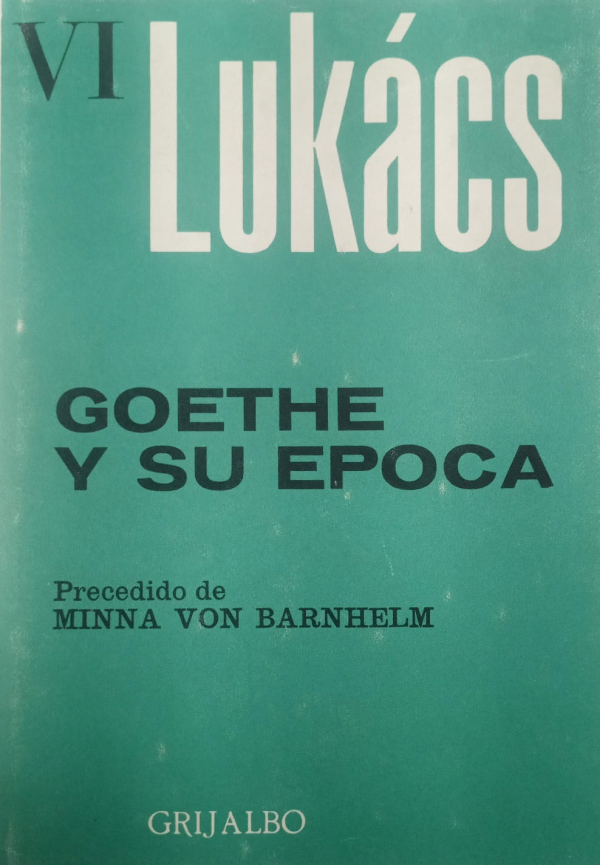 VI
Lukács
GOETHE
Y SU EPOCA
Precedido de
MINNA VON BARNHELM
GRIJALBO